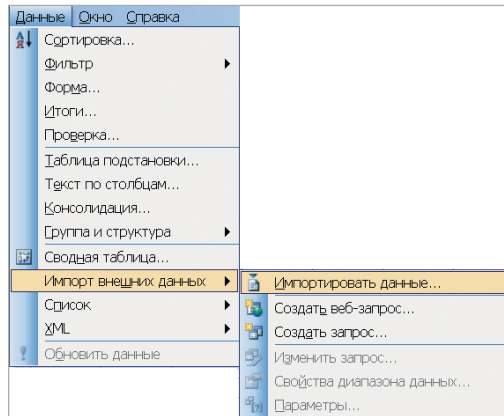 Данные Окно Справка
Сортировка...
Фильтр
Форма...
Итоги...
Проверка...
Таблица подстановки...
Текст по столбцам...
Консолидация...
Группа и структура
Сводная таблица...
Импорт внешних данных
Импортировать данные...
Создать веб-запрос...
Список
Создать запрос...
XML
Изменить запрос...
Обновить данные
Свойства диапазона данных...
Параметры...